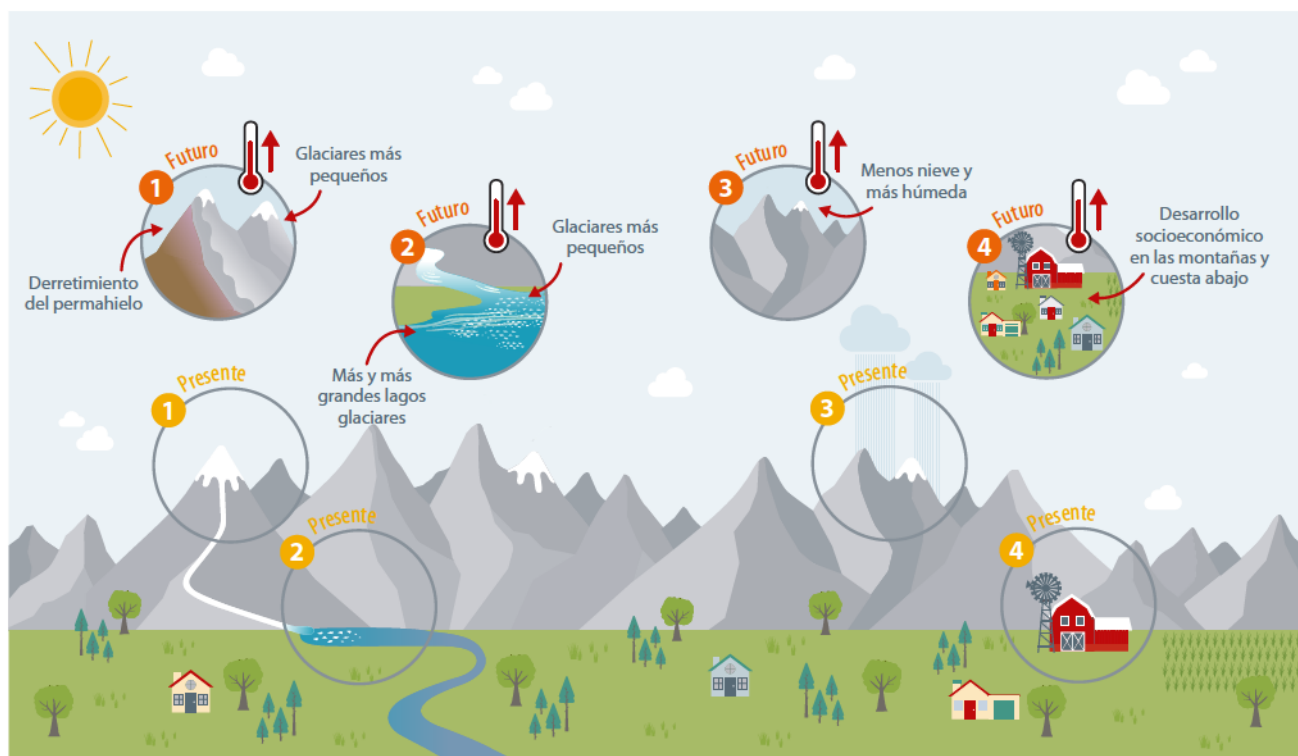 1
Futuro
Glaciares más
pequeños
Derretimiento
del permahielo
2
Futuro
Glaciares más
pequeños
Más y más
grandes lagos
glaciares
3
Futuro
Menos nieve y
más húmeda
4
Futuro
Desarrollo
socioeconómico
en las montañas y
cuesta abajo
1
Presente
2
Presente
3
Presente
4
Presente